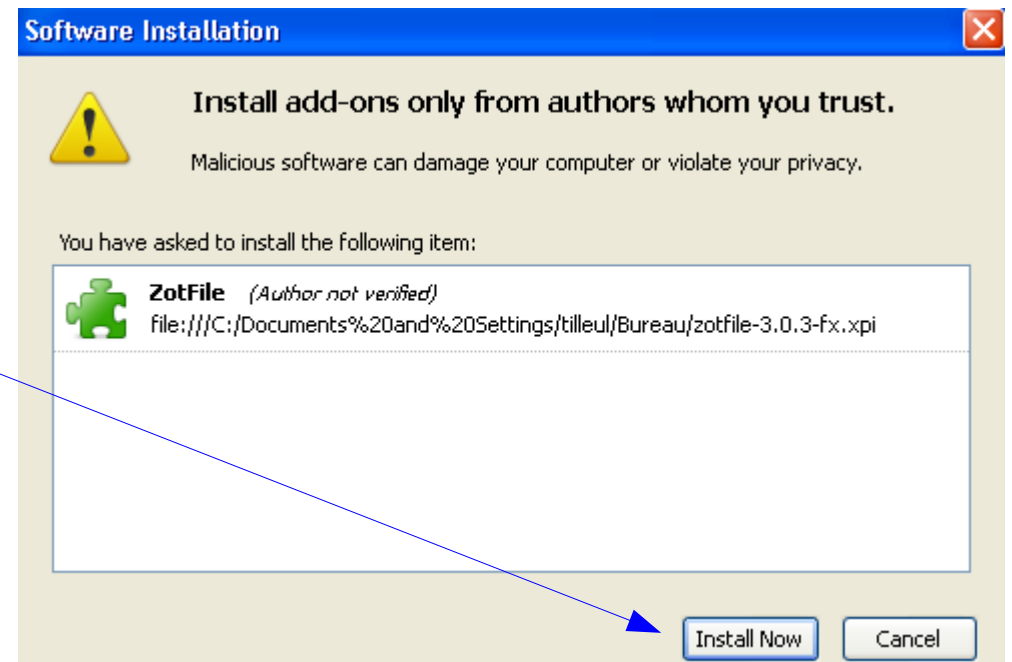 Software Installation
Install add-ons only from authors whom you trust.
Malicious software can damage your computer or violate your privacy.
You have asked to install the following item:
ZotFile (Author not verified)
file:///C:/Documents%20and%20Settings/tilleul/Bureau/zotfile-3.0.3-fx.xpi
Install Now Cancel